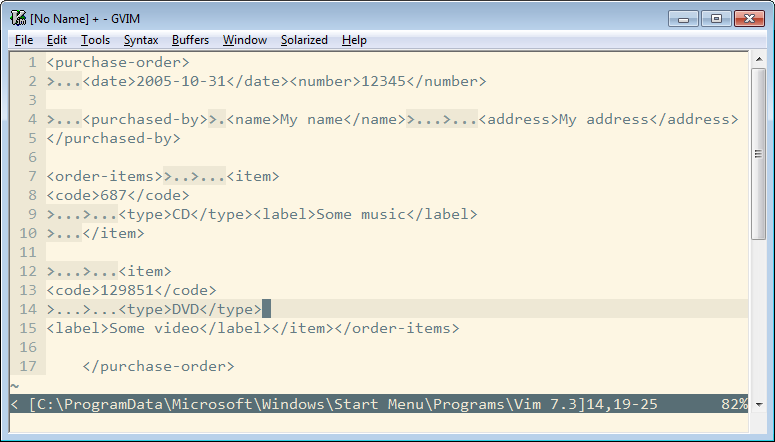 [No Name] + - GVIM
File Edit Tools Syntax Buffers Window Solarized Help
1 <purchase-order>
2 >...<date>2005-10-31</date><number>12345</number>
3
4 >...<purchased-by>>.<name>My name</name>>...>...<address>My address</address>
5 </purchased-by>
6
7 <order-items>>..>...<item>
8 <code>687</code>
9 >...>...<type>CD</type><label>Some music</label>
10 >...</item>
11
12 >...>...<item>
13 <code>129851</code>
14 >...>...<type>DVD</type>
15 <label>Some video</label></item></order-items>
16
17     </purchase-order>
~
< [C:\ProgramData\Microsoft\Windows\Start Menu\Programs\Vim 7.3]14,19-25 82%